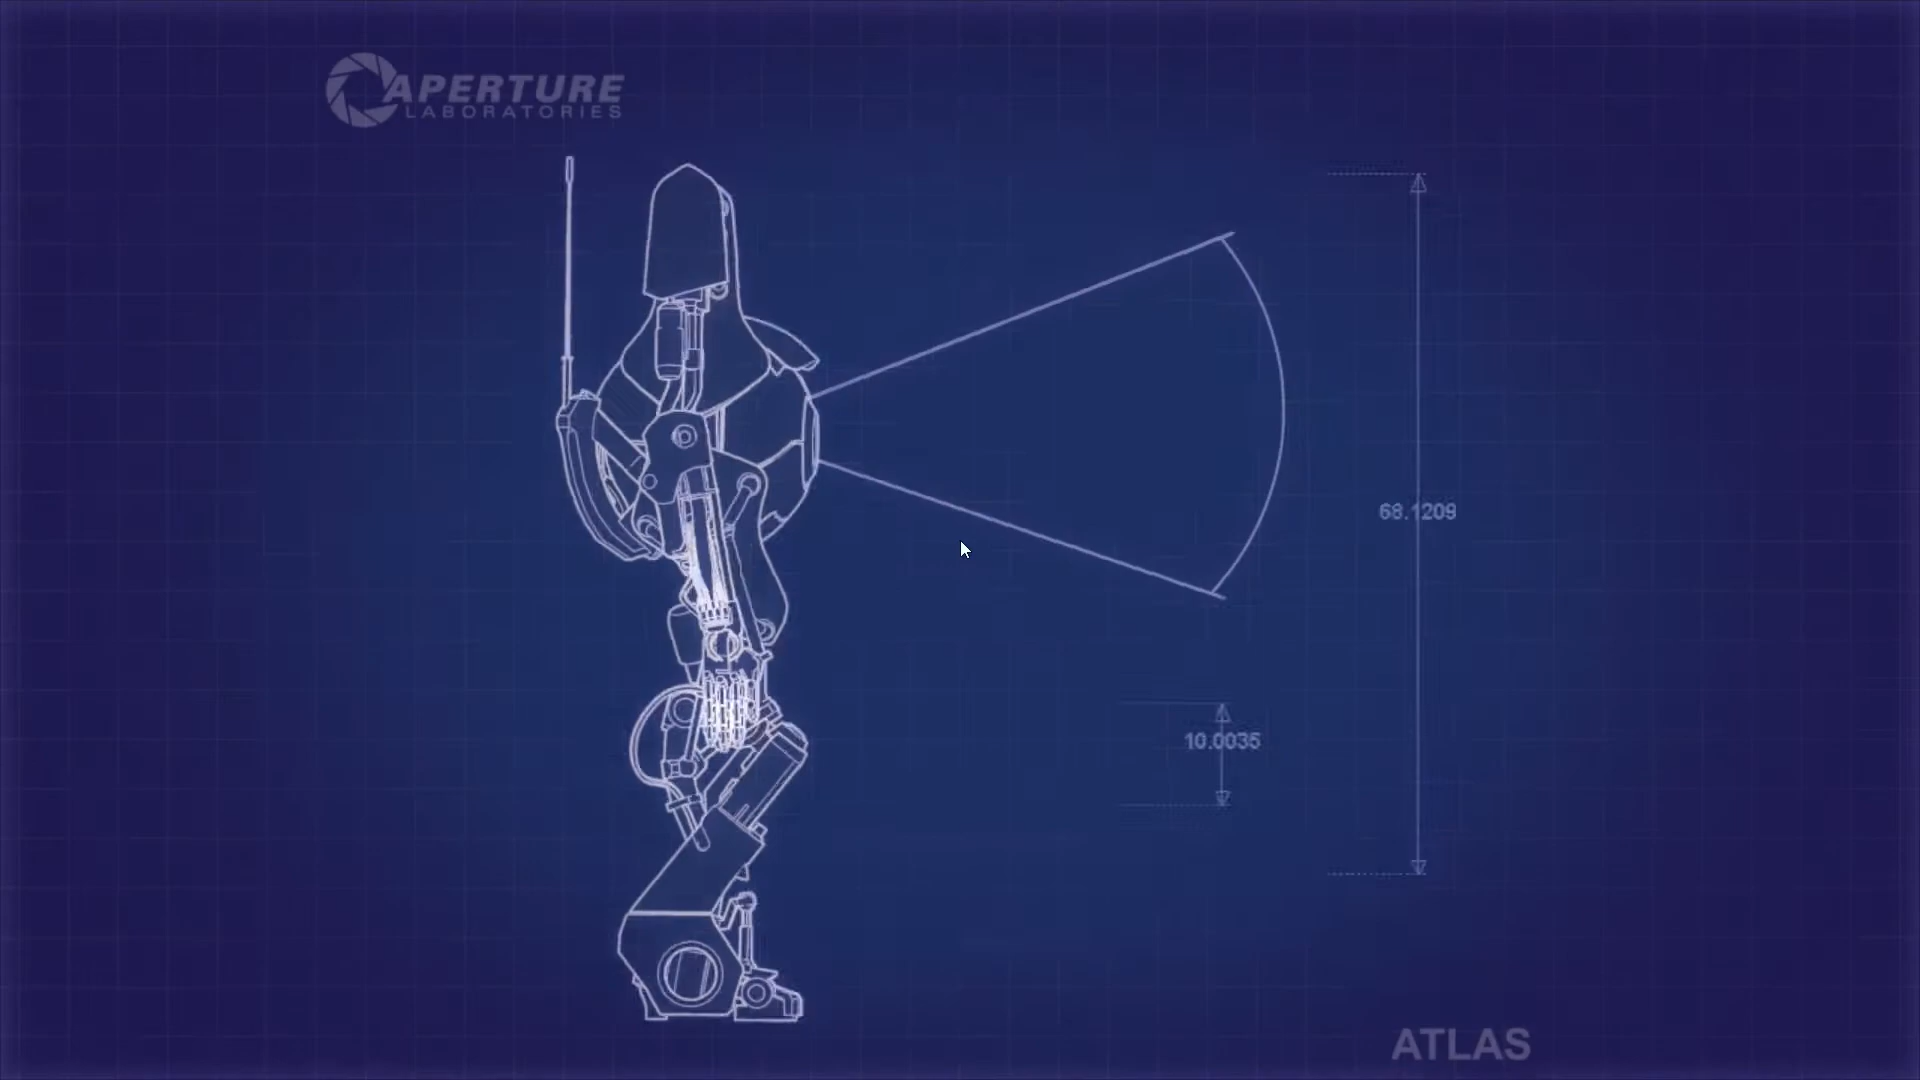 APERTURE
LABORATORIES
68.1209
10.0035
ATLAS